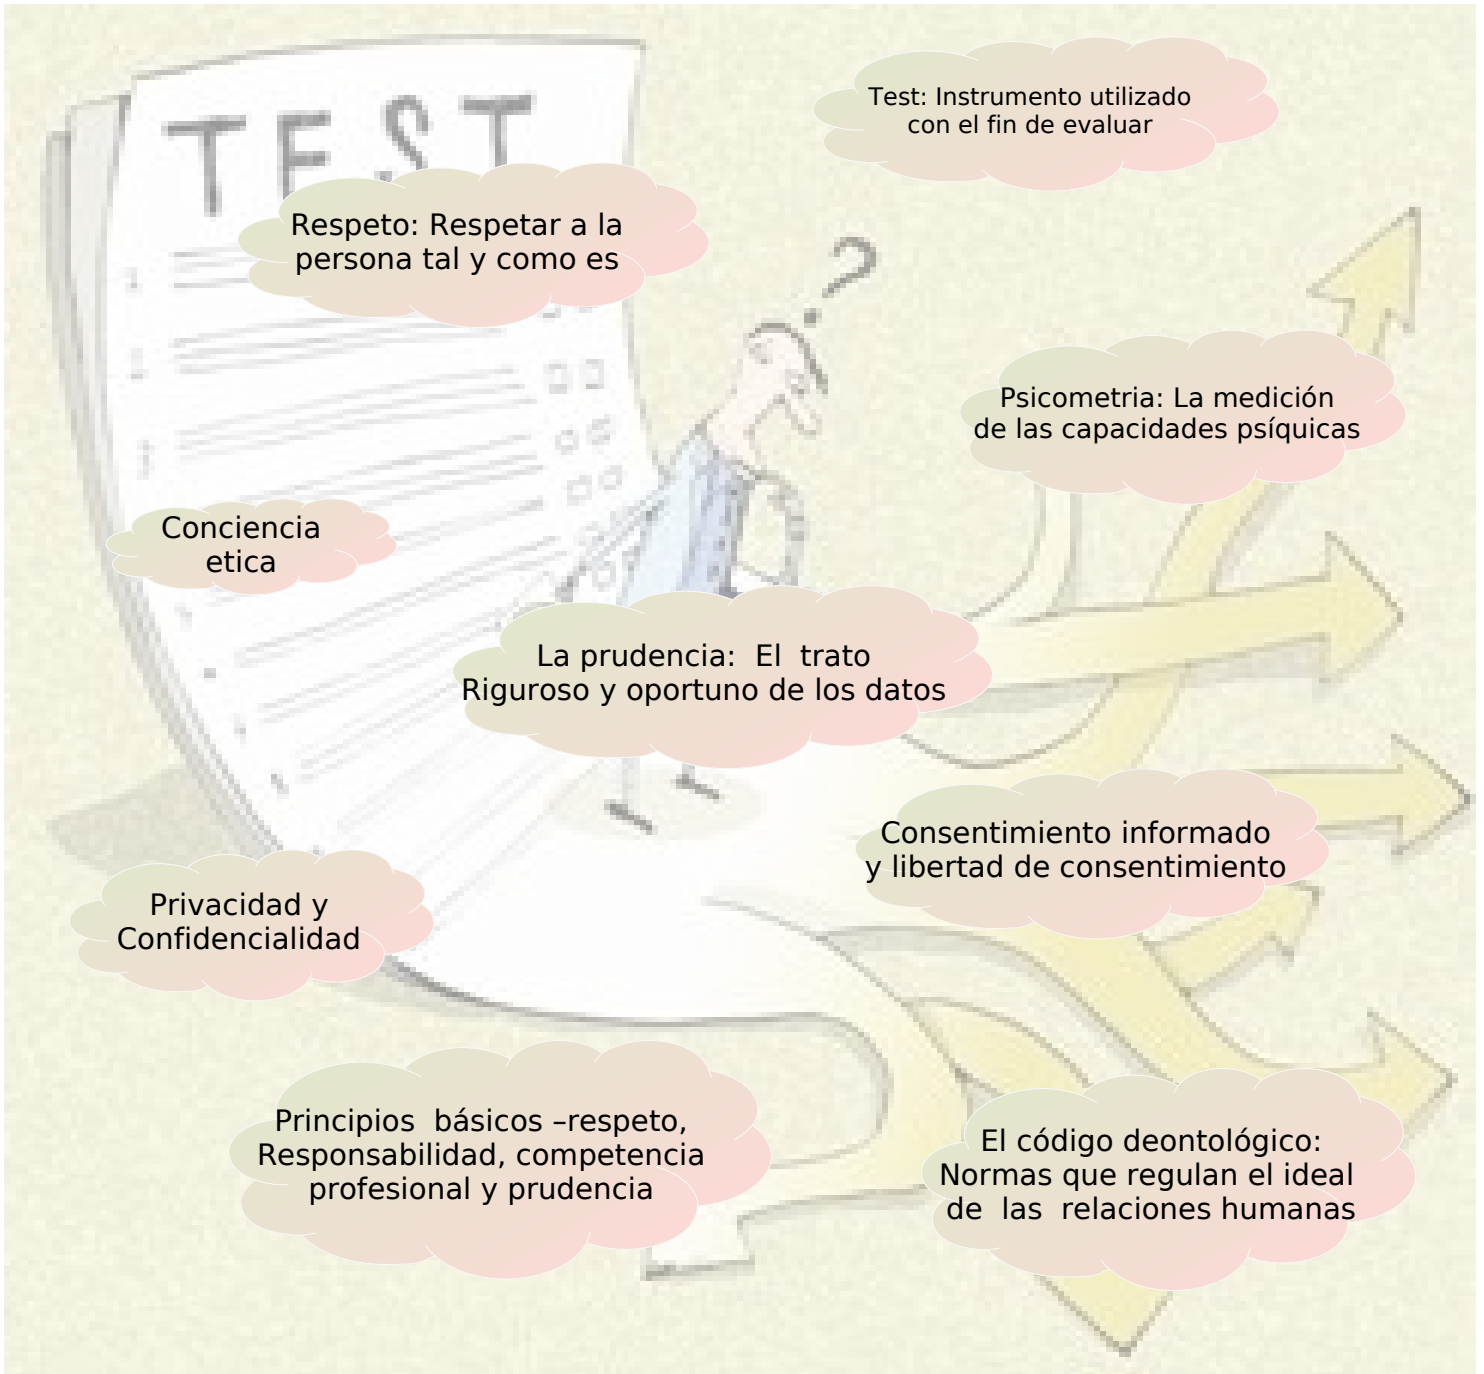 TEST
Test: Instrumento utilizado
con el fin de evaluar
Respeto: Respetar a la
persona tal y como es
?
Psicometria: La medición
de las capacidades psíquicas
Conciencia
etica
La prudencia: El trato
Riguroso y oportuno de los datos
Consentimiento informado
y libertad de consentimiento
Privacidad y
Confidencialidad
Principios básicos –respeto,
Responsabilidad, competencia
profesional y prudencia
El código deontológico:
Normas que regulan el ideal
de las relaciones humanas